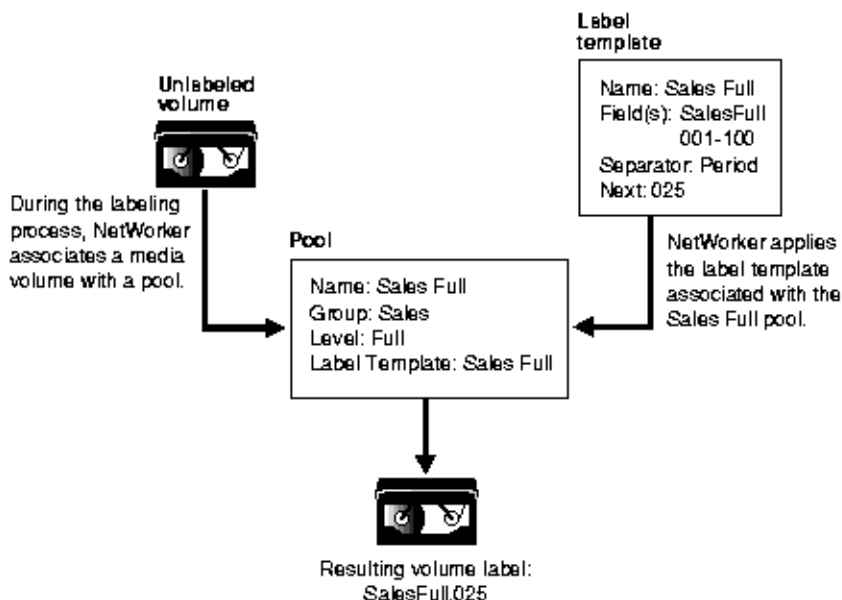 Label
template
Name: Sales Full
Field(s): SalesFull
001-100
Separator: Period
Next: 025
Unlabeled
volume
During the labeling
process, NetWorker
associates a media
volume with a pool.
NetWorker applies
the label template
associated with the
Sales Full pool.
Pool
Name: Sales Full
Group: Sales
Level: Full
Label Template: Sales Full
Resulting volume label:
SalesFull.025